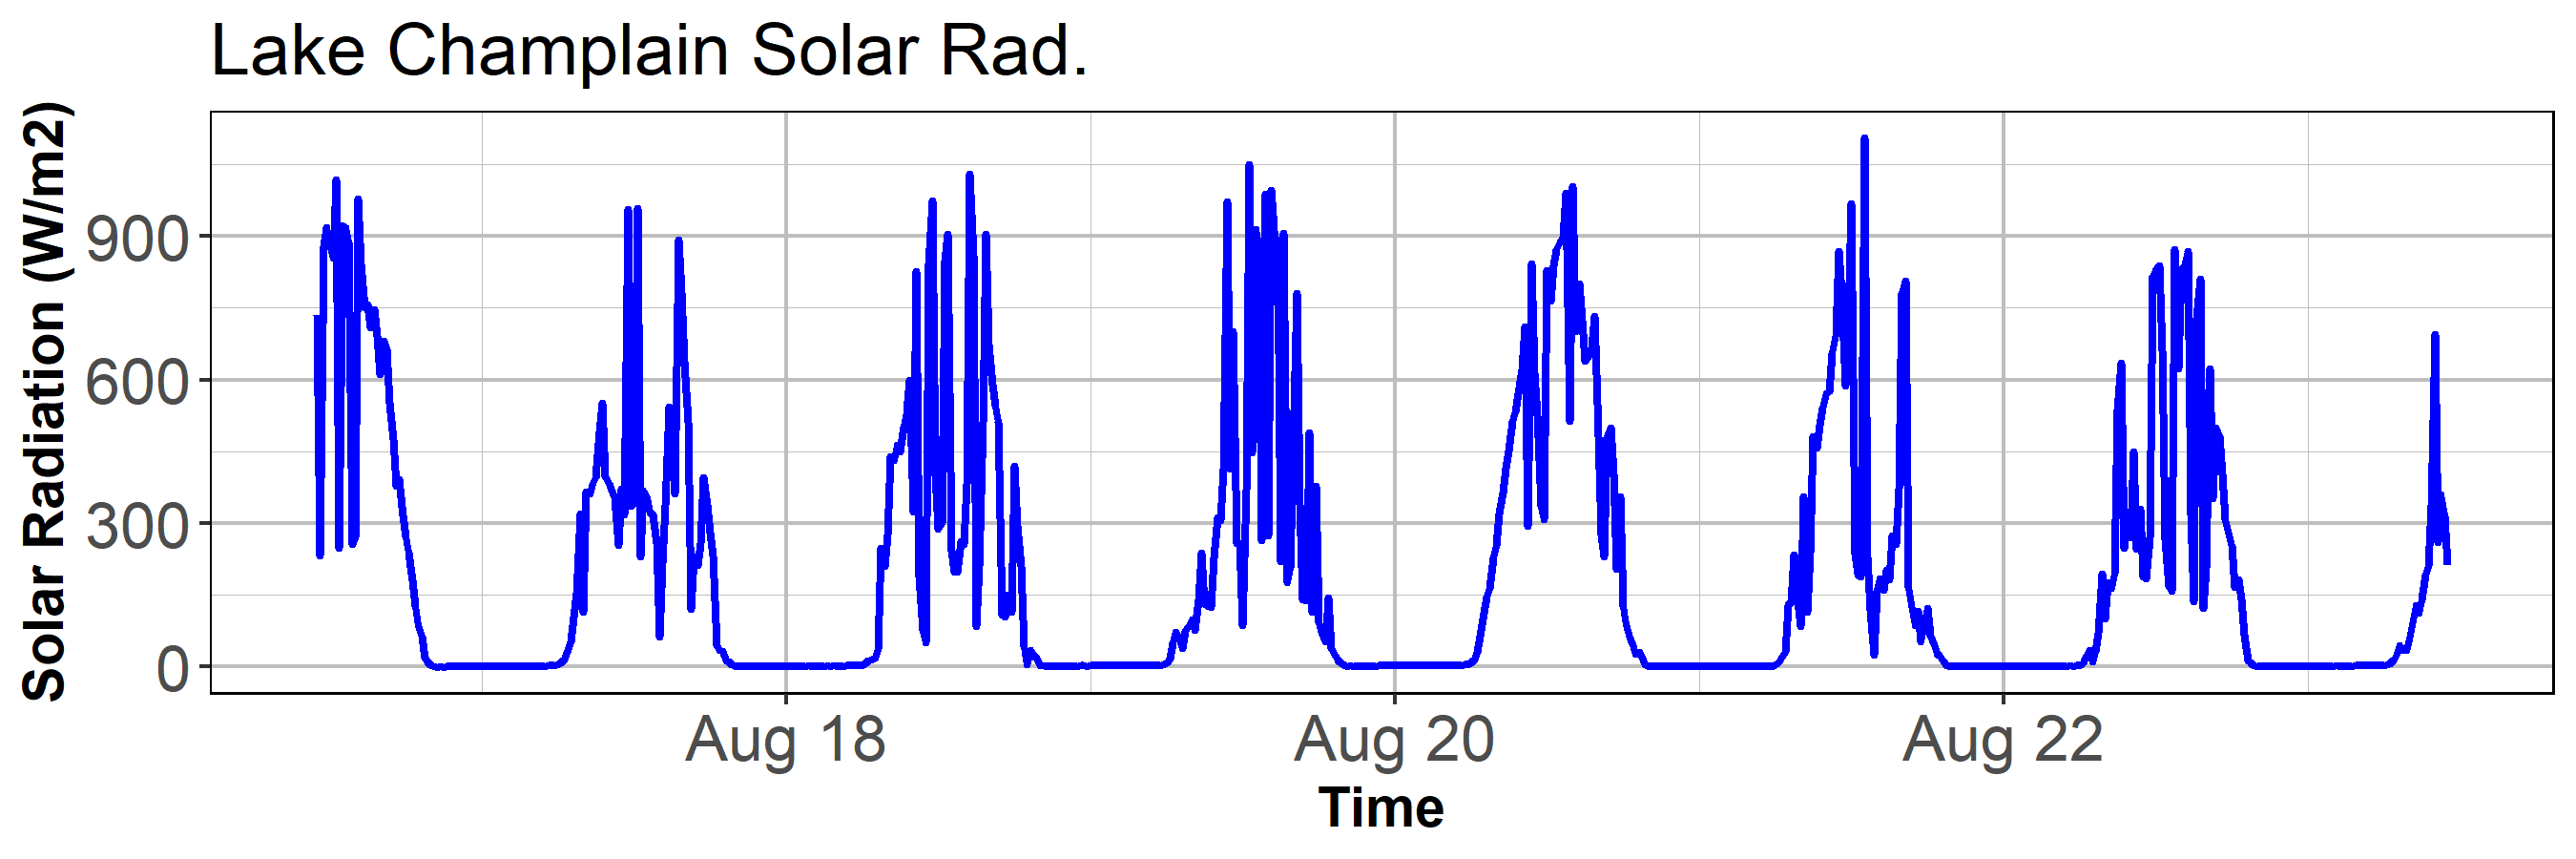 Lake Champlain Solar Rad.
Solar Radiation (W/m2)
900
600
300
0
Aug 18
Aug 20
Aug 22
Time